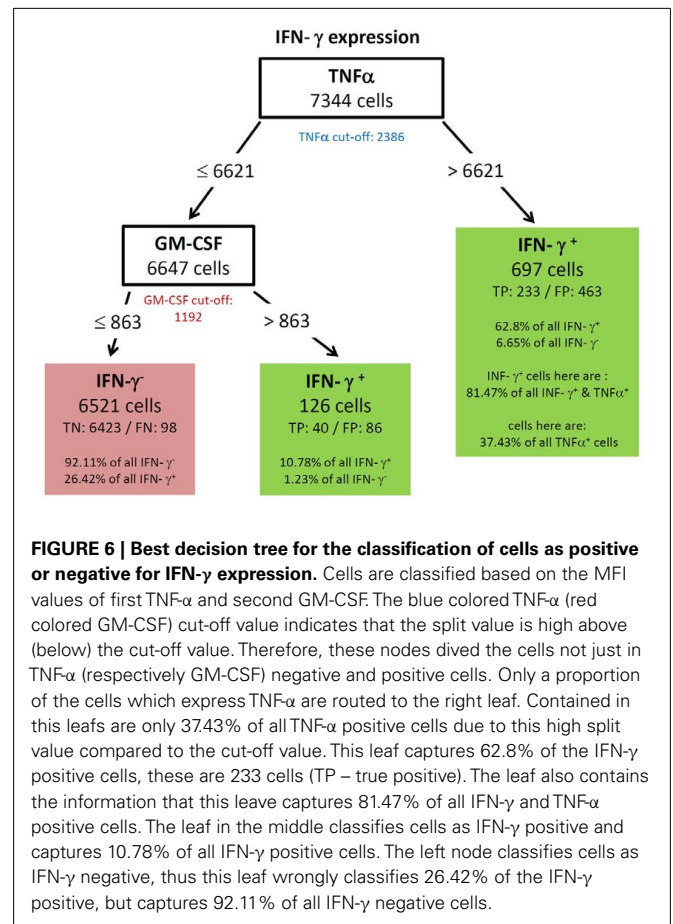 IFN- γ expression
TNFα
7344 cells
TNFα cut-off: 2386
≤ 6621
> 6621
GM-CSF
6647 cells
GM-CSF cut-off:
1192
≤ 863
> 863
IFN-γ⁻
6521 cells
TN: 6423 / FN: 98
92.11% of all IFN- γ⁻
26.42% of all IFN- γ⁺
IFN- γ⁺
126 cells
TP: 40 / FP: 86
10.78% of all IFN- γ⁺
1.23% of all IFN- γ⁻
IFN- γ⁺
697 cells
TP: 233 / FP: 463
62.8% of all IFN- γ⁺
6.65% of all IFN- γ⁻
INF- γ⁺ cells here are :
81.47% of all INF- γ⁺ & TNFα⁺
cells here are:
37.43% of all TNFα⁺ cells
FIGURE 6 | Best decision tree for the classification of cells as positive
or negative for IFN-γ expression. Cells are classified based on the MFI
values of first TNF-α and second GM-CSF. The blue colored TNF-α (red
colored GM-CSF) cut-off value indicates that the split value is high above
(below) the cut-off value. Therefore, these nodes dived the cells not just in
TNF-α (respectively GM-CSF) negative and positive cells. Only a proportion
of the cells which express TNF-α are routed to the right leaf. Contained in
this leafs are only 37.43% of all TNF-α positive cells due to this high split
value compared to the cut-off value. This leaf captures 62.8% of the IFN-γ
positive cells, these are 233 cells (TP – true positive). The leaf also contains
the information that this leave captures 81.47% of all IFN-γ and TNF-α
positive cells. The leaf in the middle classifies cells as IFN-γ positive and
captures 10.78% of all IFN-γ positive cells. The left node classifies cells as
IFN-γ negative, thus this leaf wrongly classifies 26.42% of the IFN-γ
positive, but captures 92.11% of all IFN-γ negative cells.